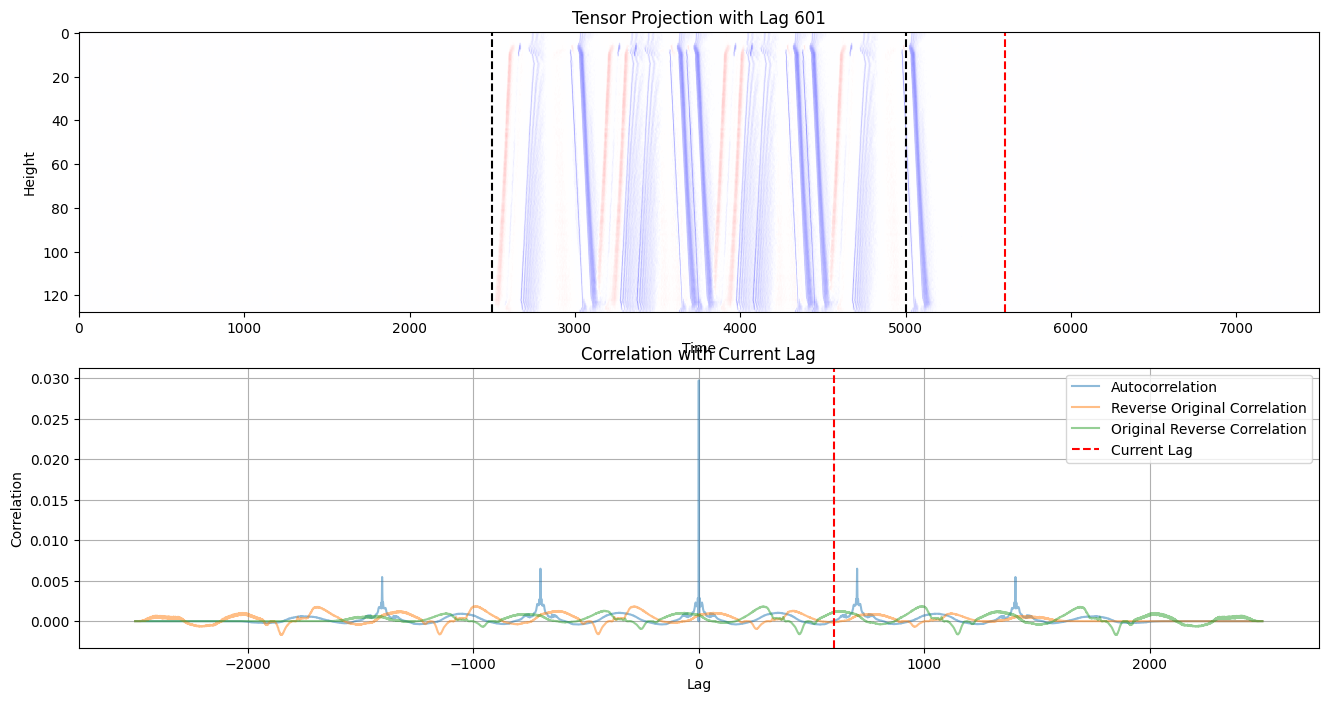 Tensor Projection with Lag 601
Height
0
20
40
60
80
100
120
0 1000 2000 3000 4000 5000 6000 7000
Time
Correlation with Current Lag
Correlation
0.030
0.025
0.020
0.015
0.010
0.005
0.000
Autocorrelation
Reverse Original Correlation
Original Reverse Correlation
Current Lag
−2000 −1000 0 1000 2000
Lag